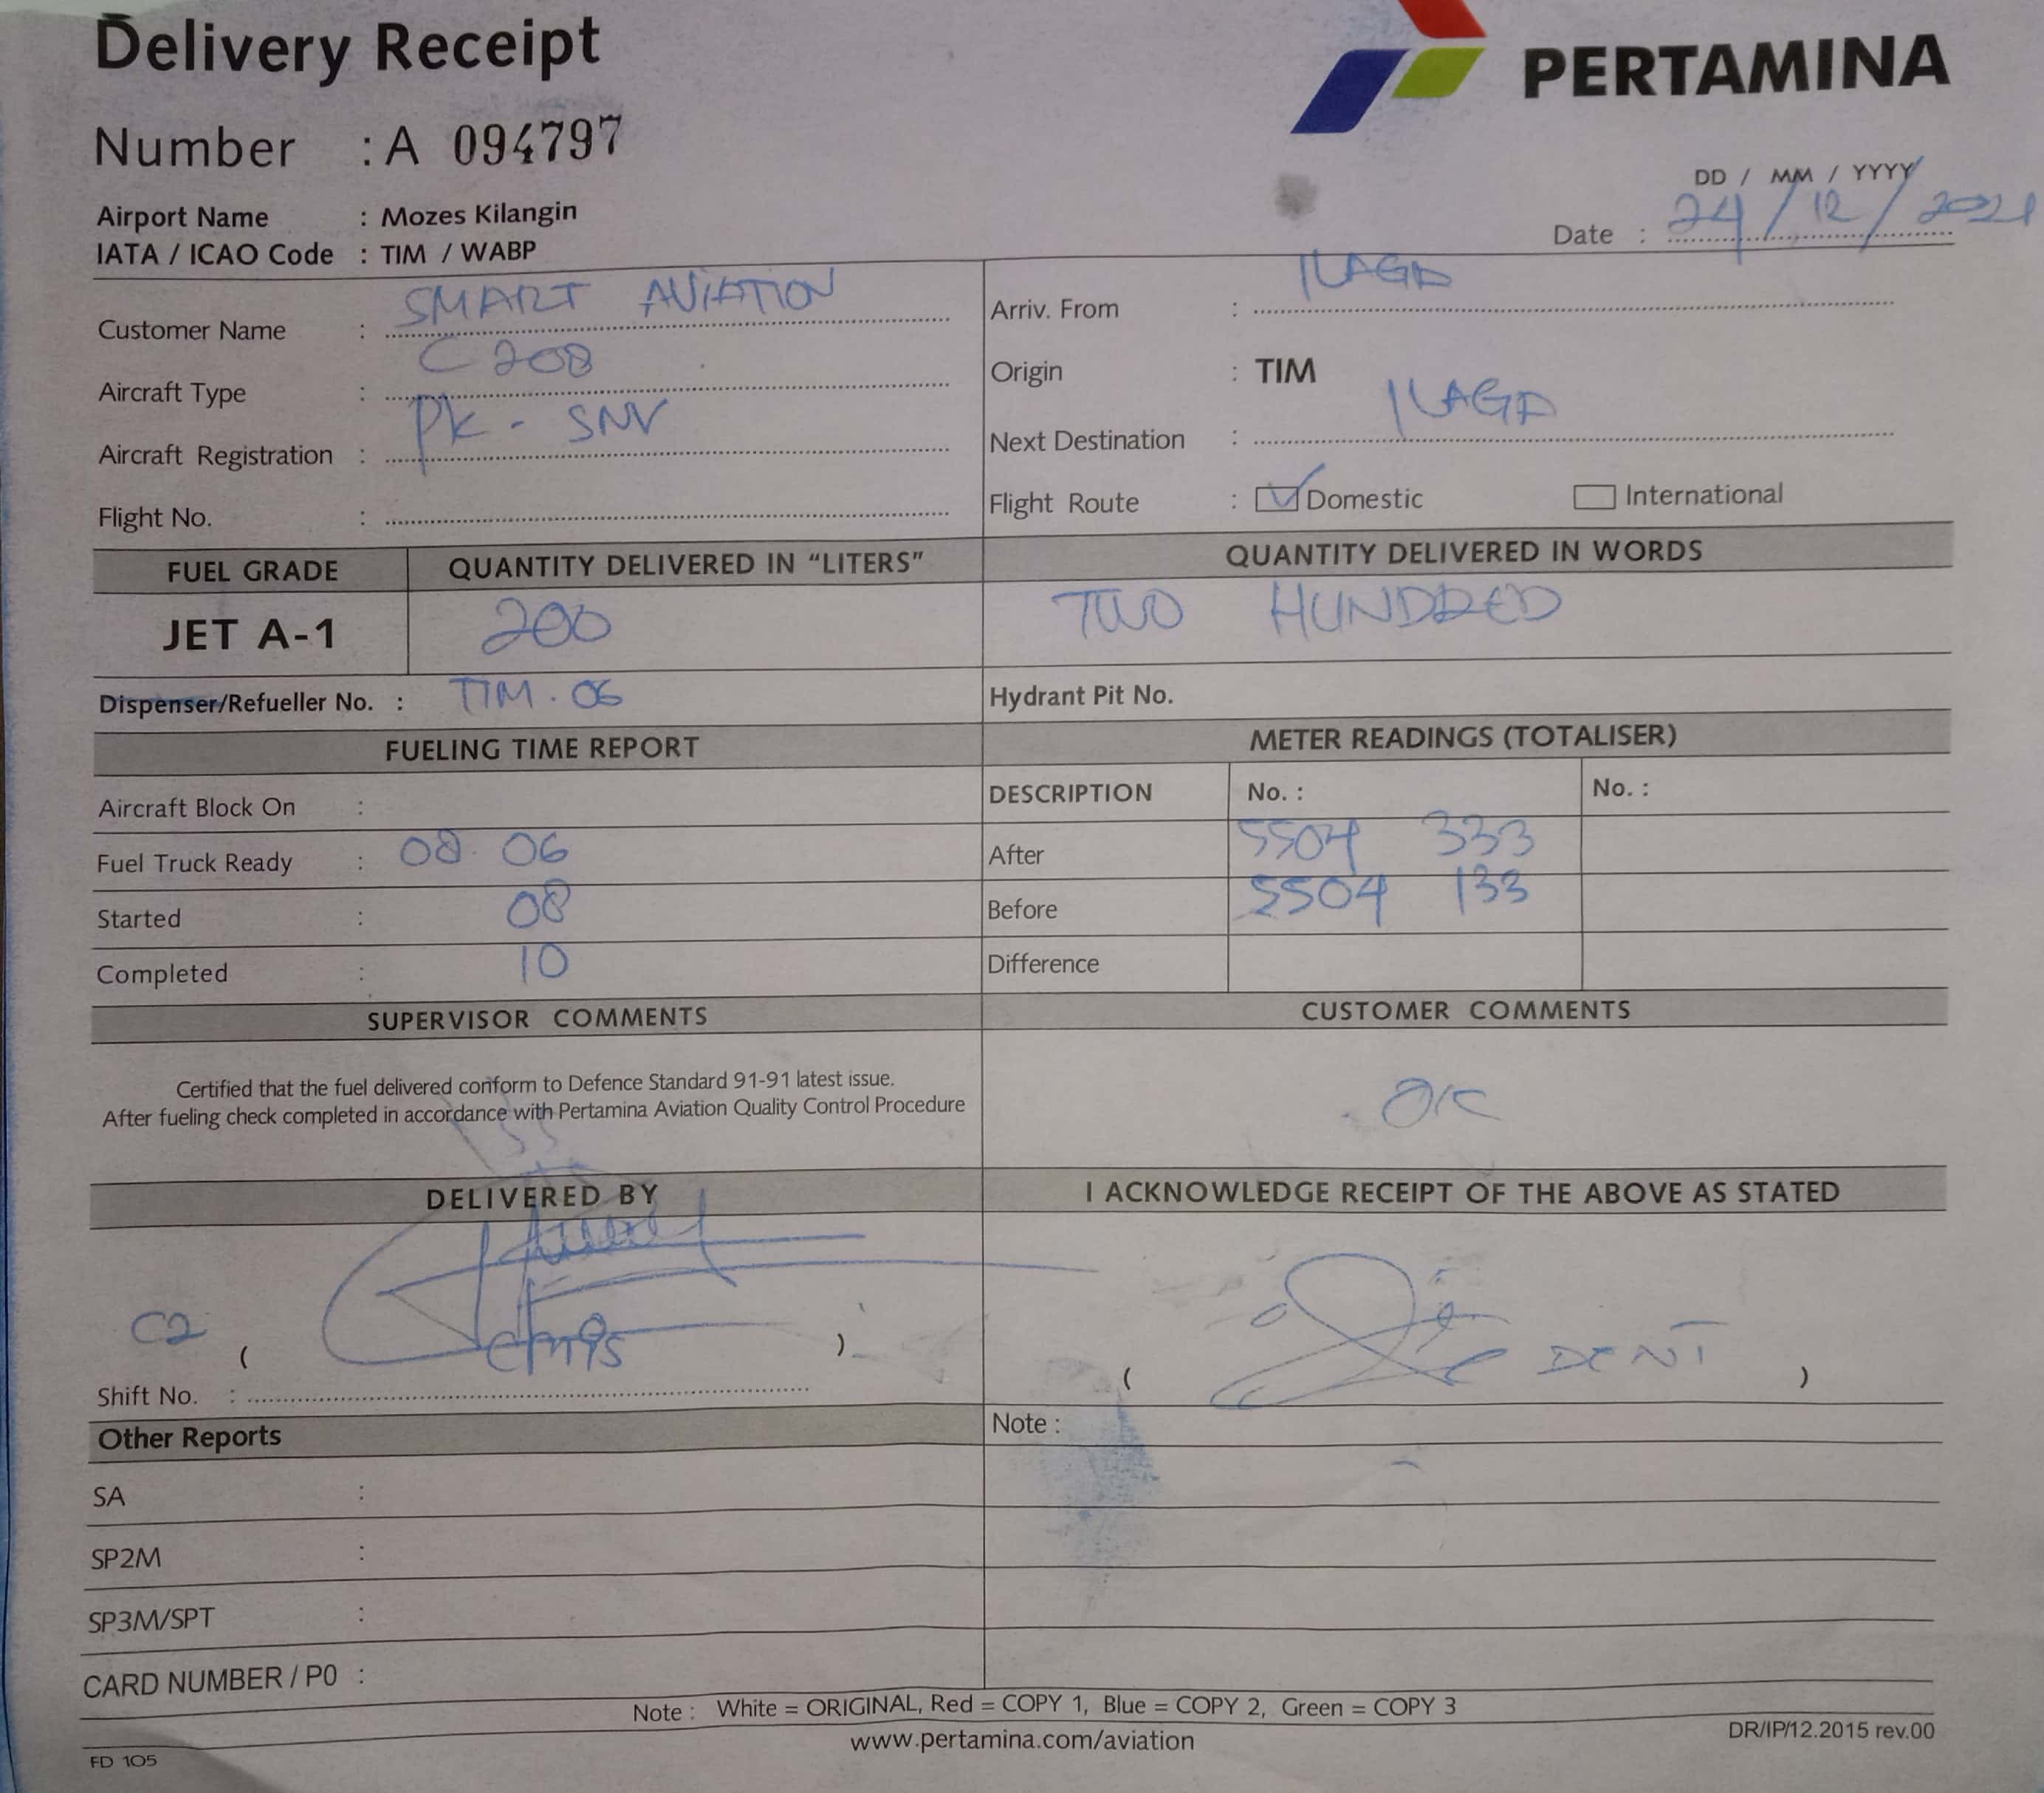 Delivery Receipt
PERTAMINA
Number : A 094797
DD / MM / YYYY
Airport Name : Mozes Kilangin
Date : 24/12/2021
IATA / ICAO Code : TIM / WABP
Customer Name : SMART AVIATION
Arriv. From : ILAGA
Aircraft Type : C 208
Origin : TIM
Aircraft Registration : PK - SNV
Next Destination : ILAGA
Flight No. :
Flight Route : Domestic International
FUEL GRADE QUANTITY DELIVERED IN “LITERS” QUANTITY DELIVERED IN WORDS
JET A-1 200 TWO HUNDRED
Dispenser/Refueller No. : TIM . 06 Hydrant Pit No.
FUELING TIME REPORT METER READINGS (TOTALISER)
Aircraft Block On : DESCRIPTION No. : No. :
Fuel Truck Ready : 08 06 After 5504 333
Started : 08 Before 5504 133
Completed : 10 Difference
SUPERVISOR COMMENTS CUSTOMER COMMENTS
Certified that the fuel delivered conform to Defence Standard 91-91 latest issue.
After fueling check completed in accordance with Pertamina Aviation Quality Control Procedure
OK
DELIVERED BY I ACKNOWLEDGE RECEIPT OF THE ABOVE AS STATED
C2 ( ) ( DENT )
Shift No. :
Other Reports Note :
SA :
SP2M :
SP3M/SPT :
CARD NUMBER / P0 :
Note : White = ORIGINAL, Red = COPY 1, Blue = COPY 2, Green = COPY 3
www.pertamina.com/aviation
DR/IP/12.2015 rev.00
FD 105